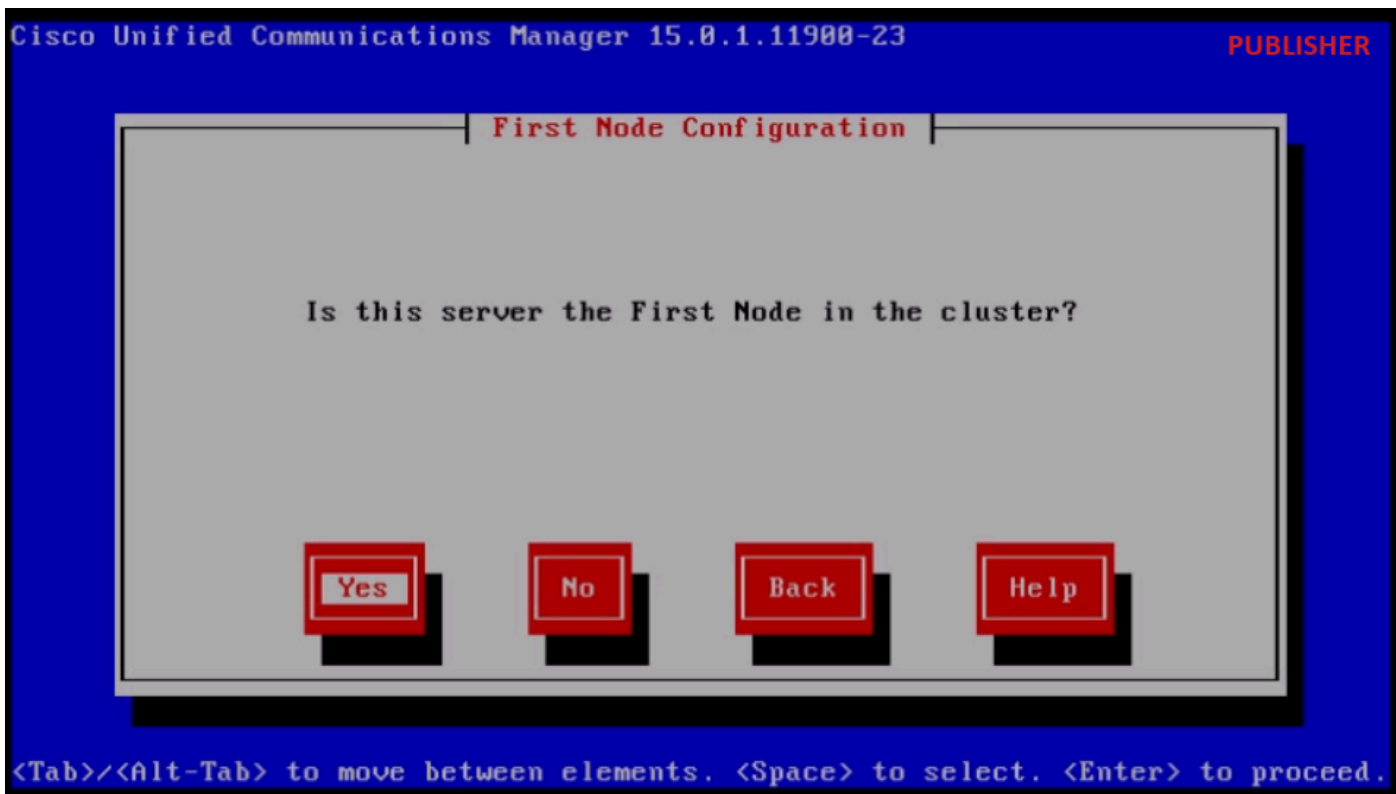 Cisco Unified Communications Manager 15.0.1.11900-23
PUBLISHER
First Node Configuration
Is this server the First Node in the cluster?
Yes
No
Back
Help
<Tab>/<Alt-Tab> to move between elements. <Space> to select. <Enter> to proceed.